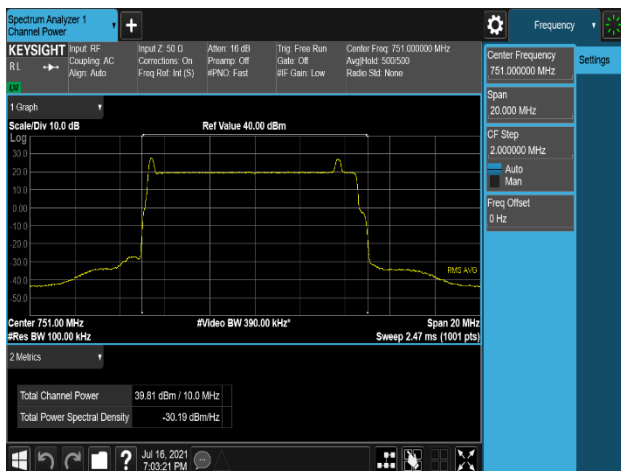 Spectrum Analyzer 1
Channel Power
+
Frequency
KEYSIGHT
Input: RF
Coupling: AC
Align: Auto
Input Z: 50 Ω
Corrections: On
Freq Ref: Int (S)
Atten: 16 dB
Preamp: Off
#PNO: Fast
Trig: Free Run
Gate: Off
#IF Gain: Low
Center Freq: 751.000000 MHz
Avg|Hold: 500/500
Radio Std: None
RL
Center Frequency
751.000000 MHz
Settings
Span
20.000 MHz
CF Step
2.000000 MHz
Auto
Man
Freq Offset
0 Hz
1 Graph
Scale/Div 10.0 dB
Ref Value 40.00 dBm
Log
30.0
20.0
10.0
0.00
-10.0
-20.0
-30.0
-40.0
-50.0
RMS AVG
Center 751.00 MHz
#Video BW 390.00 kHz*
Span 20 MHz
#Res BW 100.00 kHz
Sweep 2.47 ms (1001 pts)
2 Metrics
Total Channel Power 39.81 dBm / 10.0 MHz
Total Power Spectral Density -30.19 dBm/Hz
?
Jul 16, 2021
7:03:21 PM